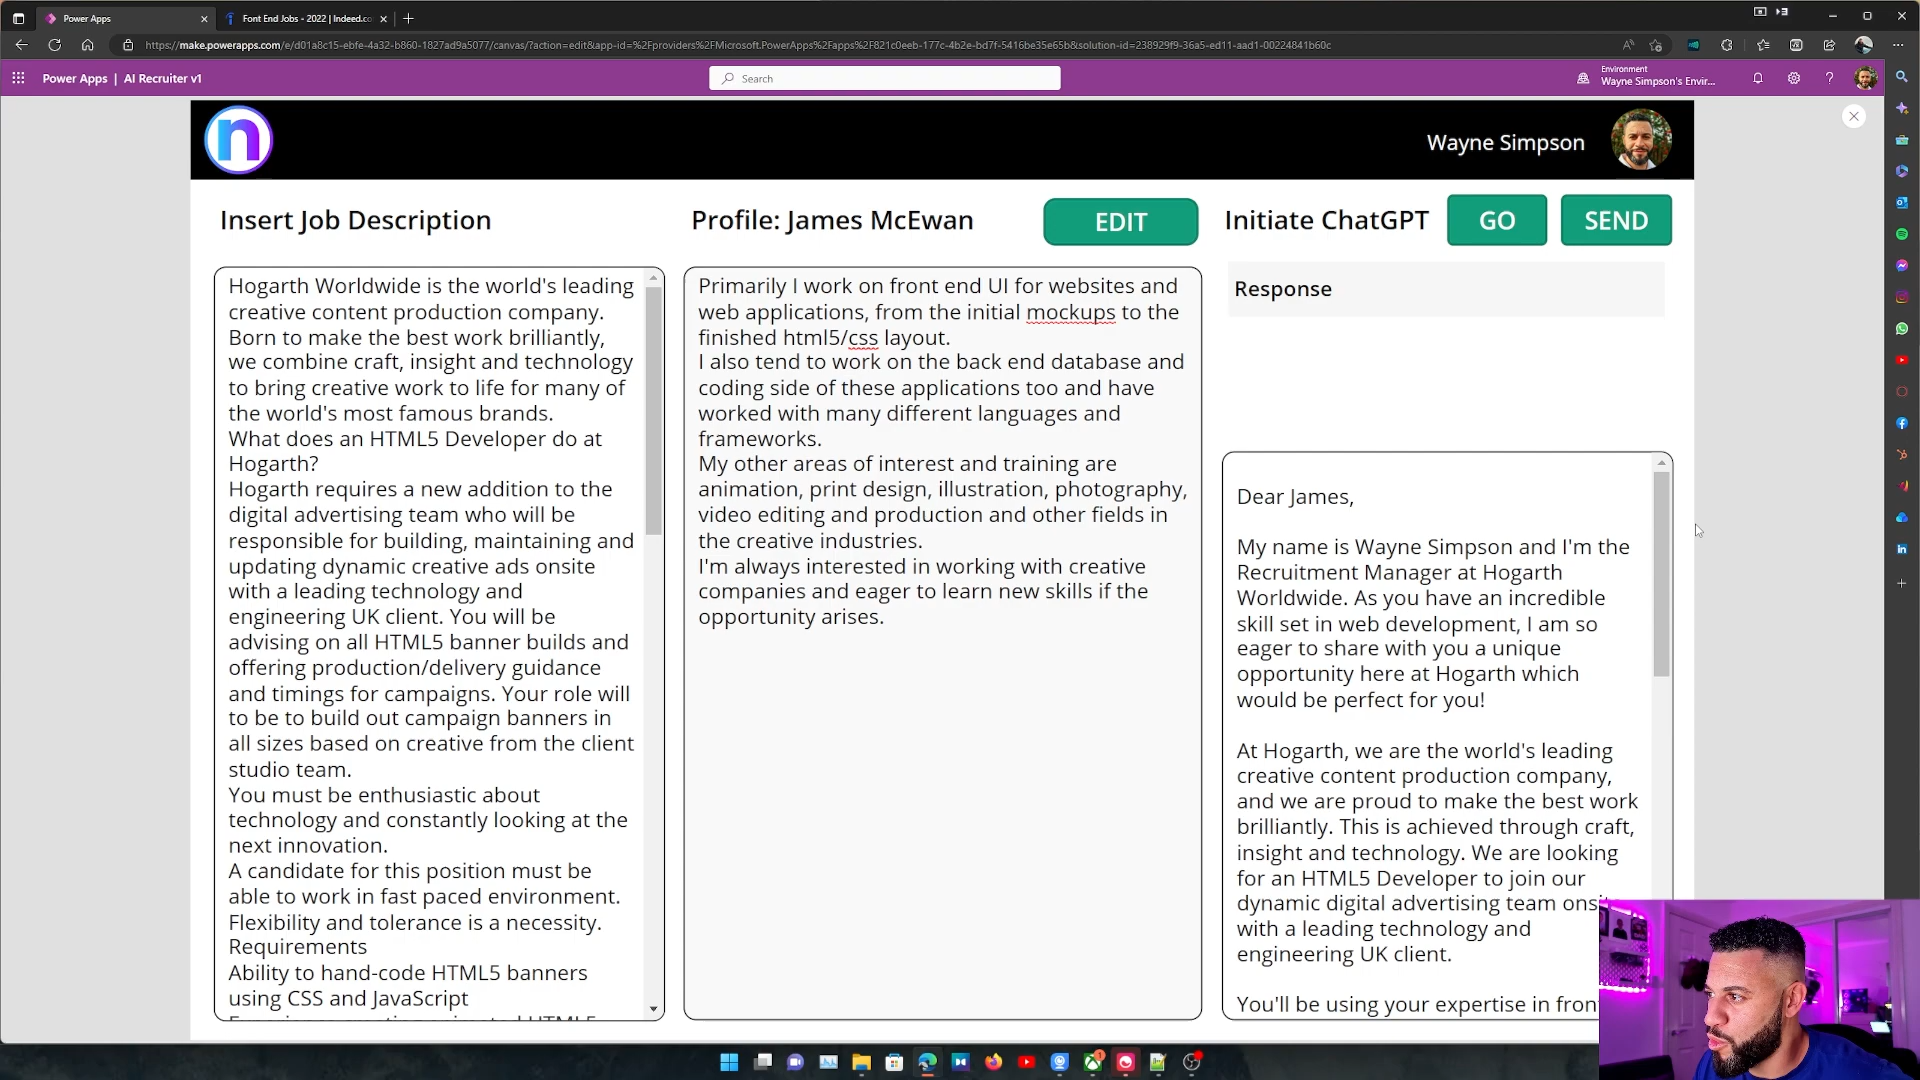 Power Apps
Font End Jobs - 2022 | Indeed.co
https://make.powerapps.com/e/d01a8c15-ebfe-4a32-b860-1827ad9a5077/canvas/?action=edit&app-id=%2Fproviders%2FMicrosoft.PowerApps%2Fapps%2F821c0eeb-177c-4b2e-bd7f-5416be35e65b&solution-id=238929f9-36a5-ed11-aad1-00224841b60c
Power Apps | AI Recruiter v1
Search
Environment
Wayne Simpson's Envir...
n
Wayne Simpson
Insert Job Description
Hogarth Worldwide is the world's leading
creative content production company.
Born to make the best work brilliantly,
we combine craft, insight and technology
to bring creative work to life for many of
the world's most famous brands.
What does an HTML5 Developer do at
Hogarth?
Hogarth requires a new addition to the
digital advertising team who will be
responsible for building, maintaining and
updating dynamic creative ads onsite
with a leading technology and
engineering UK client. You will be
advising on all HTML5 banner builds and
offering production/delivery guidance
and timings for campaigns. Your role will
to be to build out campaign banners in
all sizes based on creative from the client
studio team.
You must be enthusiastic about
technology and constantly looking at the
next innovation.
A candidate for this position must be
able to work in fast paced environment.
Flexibility and tolerance is a necessity.
Requirements
Ability to hand-code HTML5 banners
using CSS and JavaScript
Profile: James McEwan
EDIT
Primarily I work on front end UI for websites and
web applications, from the initial mockups to the
finished html5/css layout.
I also tend to work on the back end database and
coding side of these applications too and have
worked with many different languages and
frameworks.
My other areas of interest and training are
animation, print design, illustration, photography,
video editing and production and other fields in
the creative industries.
I'm always interested in working with creative
companies and eager to learn new skills if the
opportunity arises.
Initiate ChatGPT
GO
SEND
Response
Dear James,
My name is Wayne Simpson and I'm the
Recruitment Manager at Hogarth
Worldwide. As you have an incredible
skill set in web development, I am so
eager to share with you a unique
opportunity here at Hogarth which
would be perfect for you!
At Hogarth, we are the world's leading
creative content production company,
and we are proud to make the best work
brilliantly. This is achieved through craft,
insight and technology. We are looking
for an HTML5 Developer to join our
dynamic digital advertising team onsi
with a leading technology and
engineering UK client.
You'll be using your expertise in fron